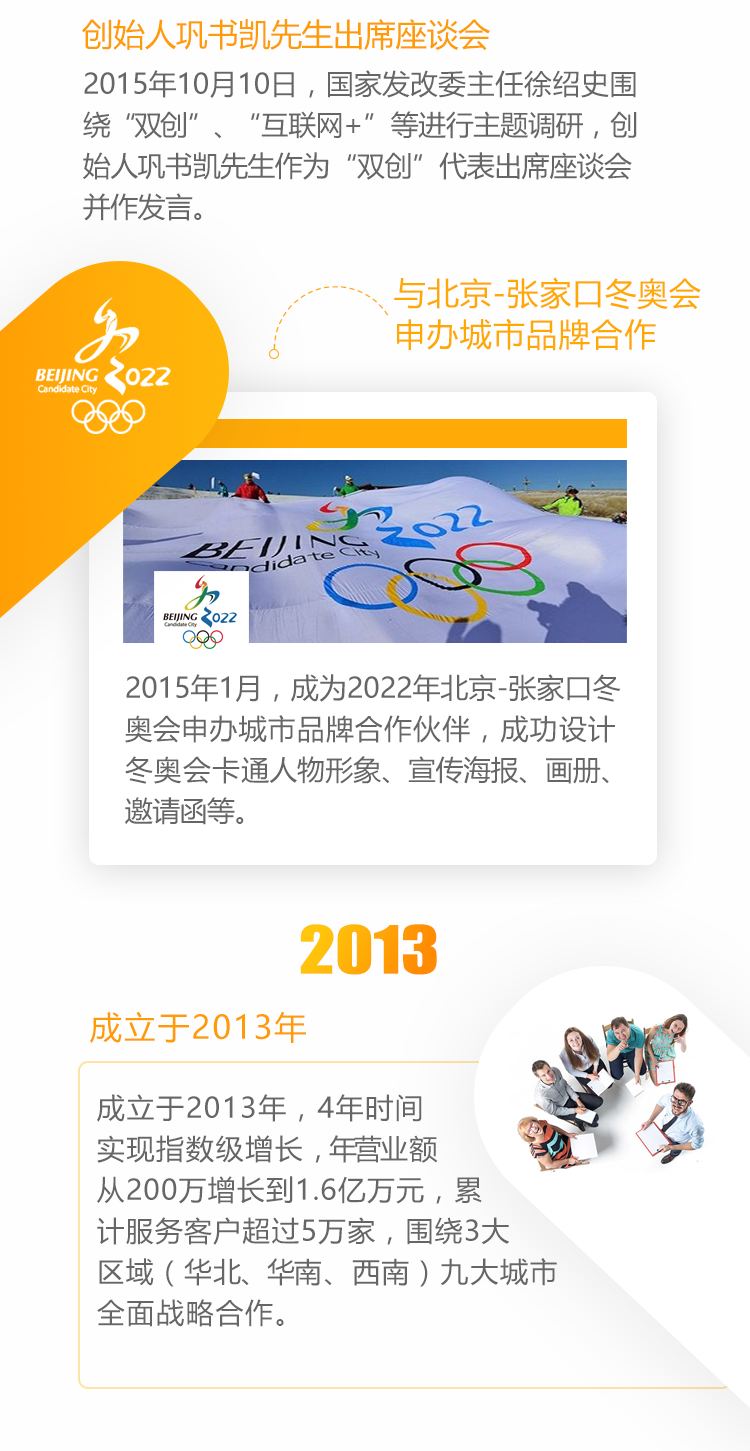 创始人巩书凯先生出席座谈会
2015年10月10日，国家发改委主任徐绍史围
绕“双创”、“互联网+”等进行主题调研，创
始人巩书凯先生作为“双创”代表出席座谈会
并作发言。
与北京-张家口冬奥会
申办城市品牌合作
BEIJING 2022
Candidate City
BEIJING 2022
Candidate City
BEIJING 2022
Candidate City
2015年1月，成为2022年北京-张家口冬
奥会申办城市品牌合作伙伴，成功设计
冬奥会卡通人物形象、宣传海报、画册、
邀请函等。
2013
成立于2013年
成立于2013年，4年时间
实现指数级增长，年营业额
从200万增长到1.6亿万元，累
计服务客户超过5万家，围绕3大
区域（华北、华南、西南）九大城市
全面战略合作。